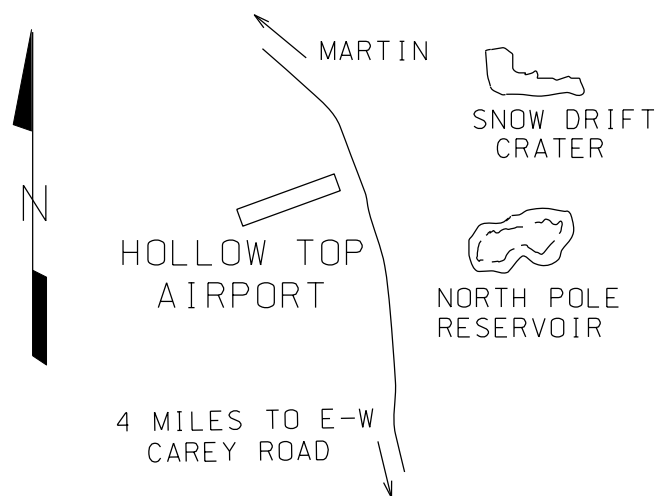 MARTIN
SNOW DRIFT
CRATER
N
HOLLOW TOP
AIRPORT
NORTH POLE
RESERVOIR
4 MILES TO E-W
CAREY ROAD